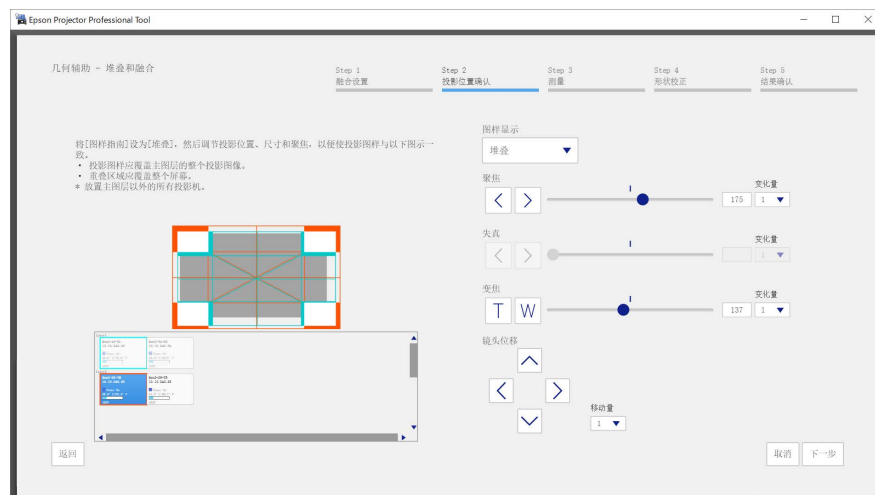 Epson Projector Professional Tool
几何辅助 - 堆叠和融合
Step 1
融合设置
Step 2
投影位置确认
Step 3
测量
Step 4
形状校正
Step 5
结果确认
将[图样指南]设为[堆叠]，然后调节投影位置、尺寸和聚焦，以便使投影图样与以下图示一
致。
• 投影图样应覆盖主图层的整个投影图像。
• 重叠区域应覆盖整个屏幕。
* 放置主图层以外的所有投影机。
图样显示
堆叠
聚焦
变化量
175
1
失真
变化量
1
变焦
变化量
T
W
137
1
镜头位移
移动量
1
返回
取消
下一步